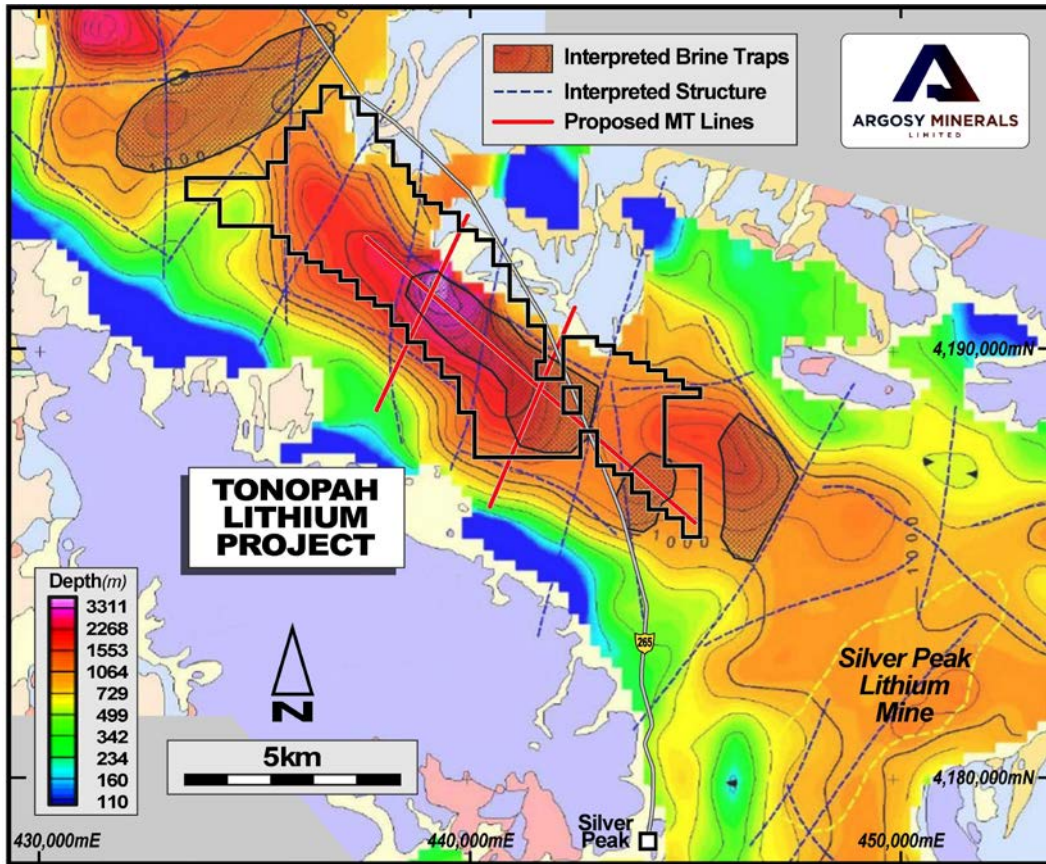 Interpreted Brine Traps
Interpreted Structure
Proposed MT Lines
ARGOSY MINERALS
LIMITED
1000
4,190,000mN
TONOPAH
LITHIUM
PROJECT
1000
1000
Depth(m)
3311
2268
1553
1064
729
499
342
234
160
110
N
5km
265
Silver Peak
Lithium
Mine
4,180,000mN
Silver
Peak
430,000mE
440,000mE
450,000mE